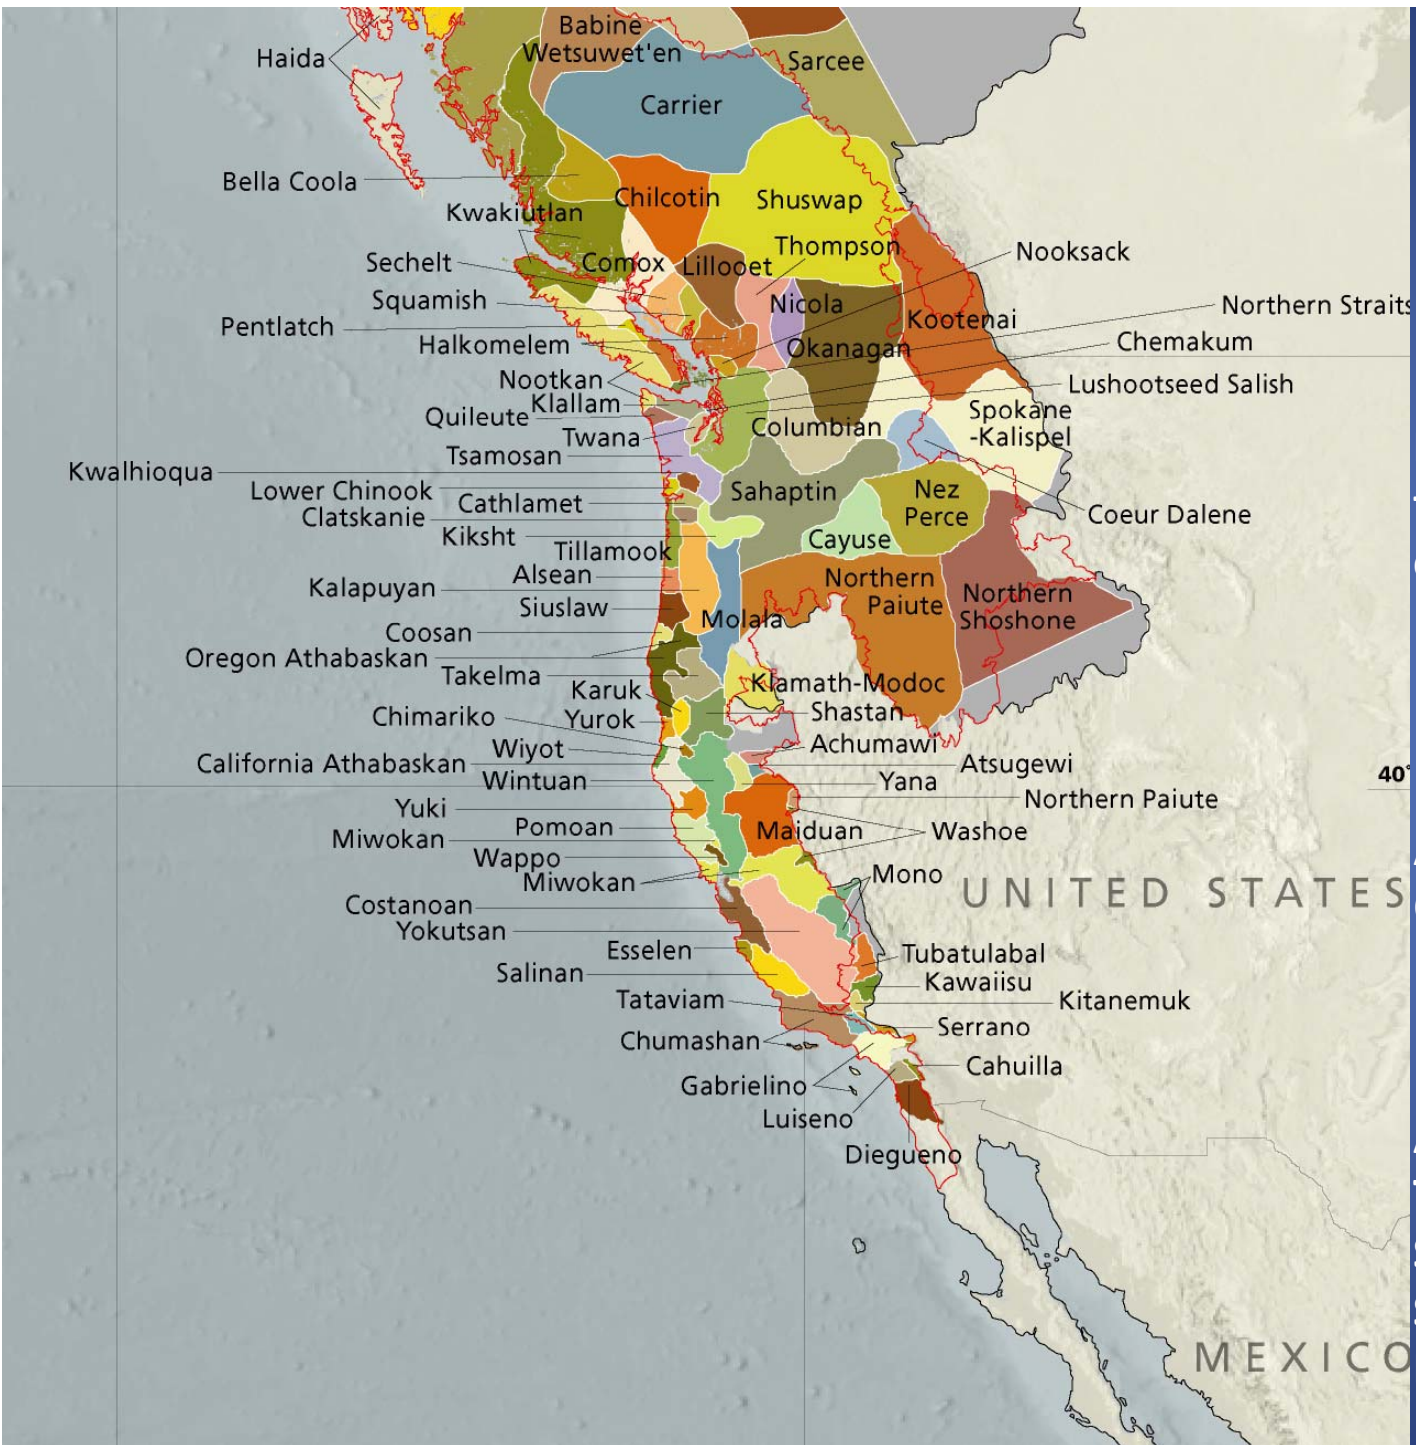 Babine
Wetsuwet'en
Haida
Sarcee
Carrier
Bella Coola
Chilcotin
Shuswap
Kwakiutlan
Thompson
Nooksack
Sechelt
Comox
Lillooet
Squamish
Nicola
Northern Straits
Pentlatch
Kootenai
Halkomelem
Okanagan
Chemakum
Nootkan
Lushootseed Salish
Klallam
Quileute
Spokane
-Kalispel
Columbian
Twana
Tsamosan
Kwalhioqua
Lower Chinook
Sahaptin
Nez
Perce
Cathlamet
Clatskanie
Coeur Dalene
Kiksht
Cayuse
Tillamook
Alsean
Kalapuyan
Northern
Paiute
Northern
Shoshone
Siuslaw
Molala
Coosan
Oregon Athabaskan
Takelma
Klamath-Modoc
Karuk
Chimariko
Yurok
Shastan
Wiyot
Achumawi
California Athabaskan
Atsugewi
40°
Wintuan
Yana
Yuki
Northern Paiute
Pomoan
Maiduan
Washoe
Miwokan
Wappo
Miwokan
Mono
UNITED STATES
Costanoan
Yokutsan
Esselen
Tubatulabal
Salinan
Kawaiisu
Tataviam
Kitanemuk
Serrano
Chumashan
Cahuilla
Gabrielino
Luiseno
Diegueno
MEXICO